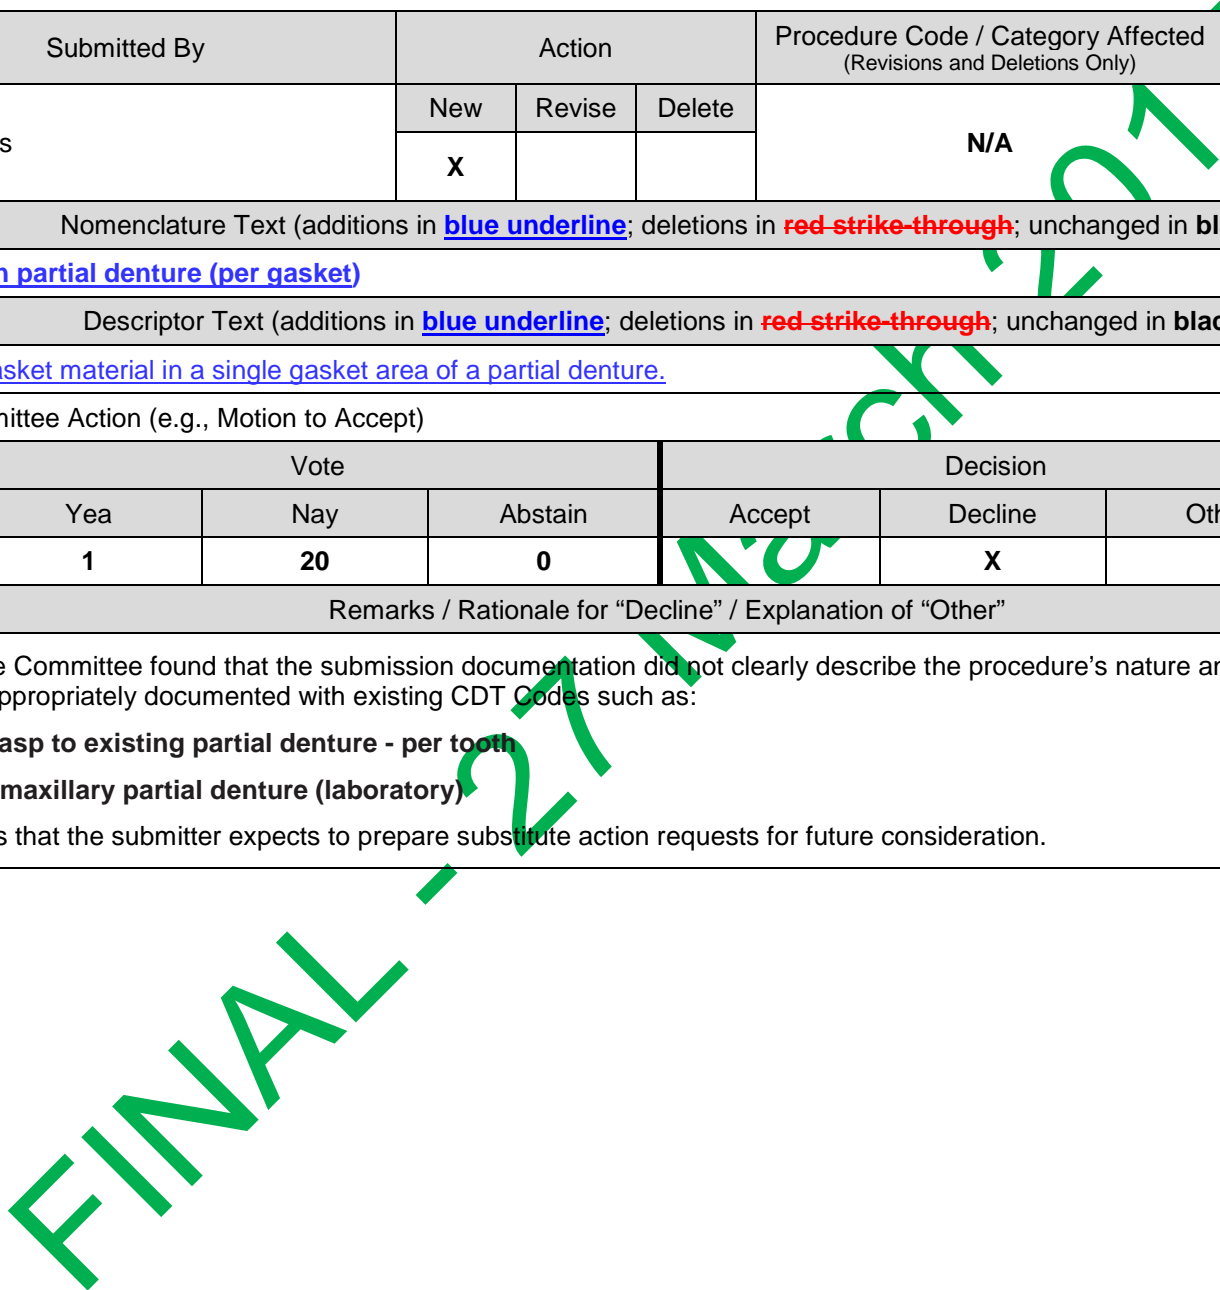 Submitted By Action Procedure Code / Category Affected
(Revisions and Deletions Only)
New Revise Delete
s X N/A
Nomenclature Text (additions in blue underline; deletions in red strike-through; unchanged in bl
n partial denture (per gasket)
Descriptor Text (additions in blue underline; deletions in red strike-through; unchanged in blac
asket material in a single gasket area of a partial denture.
mittee Action (e.g., Motion to Accept)
Vote Decision
Yea Nay Abstain Accept Decline Oth
1 20 0 X
Remarks / Rationale for “Decline” / Explanation of “Other”
e Committee found that the submission documentation did not clearly describe the procedure’s nature an
ppropriately documented with existing CDT Codes such as:
asp to existing partial denture - per tooth
maxillary partial denture (laboratory)
s that the submitter expects to prepare substitute action requests for future consideration.
FINAL - 27 March 201